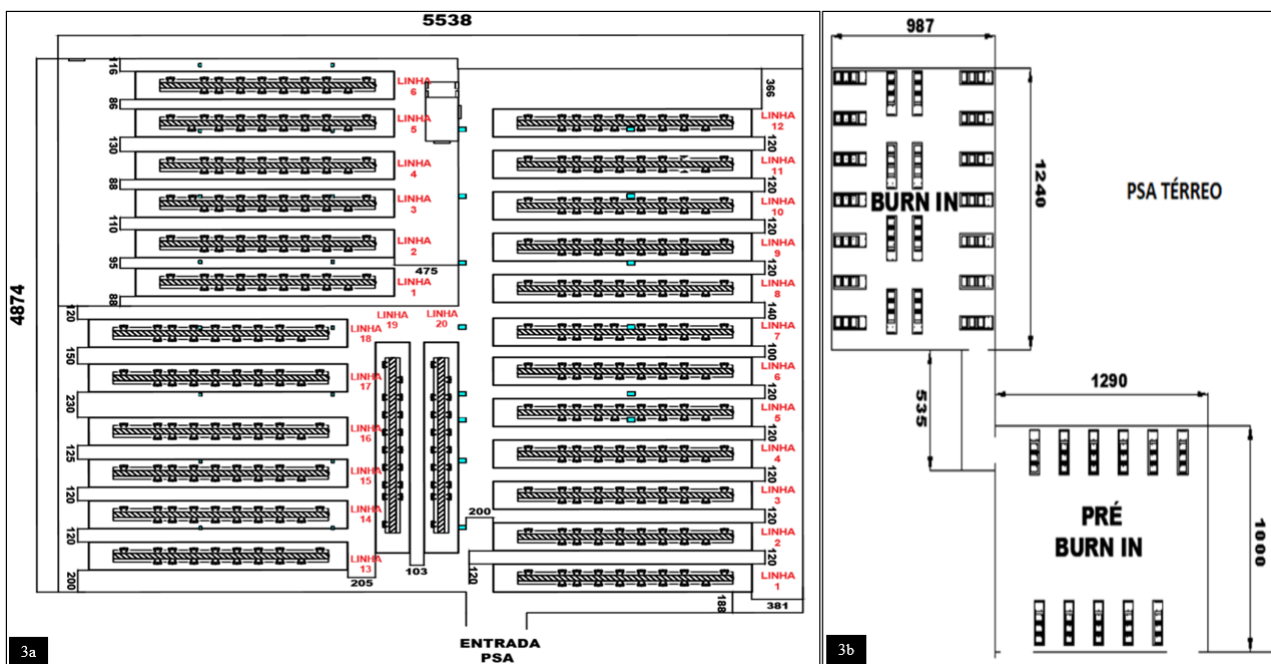 5538
4874
116
86
130
88
110
95
88
LINHA
6
LINHA
5
LINHA
4
LINHA
3
LINHA
2
475
LINHA
1
120
150
230
125
120
120
200
LINHA
18
LINHA
17
LINHA
16
LINHA
15
LINHA
14
LINHA
13
205
LINHA
19
LINHA
20
103
366
LINHA
12
120
LINHA
11
120
LINHA
10
120
LINHA
9
120
LINHA
8
140
LINHA
7
100
LINHA
6
120
LINHA
5
120
LINHA
4
120
LINHA
3
120
200
LINHA
2
120
120
LINHA
1
188
381
ENTRADA
PSA
3a
987
1240
BURN IN
PSA TÉRREO
535
1290
1000
PRÉ
BURN IN
3b